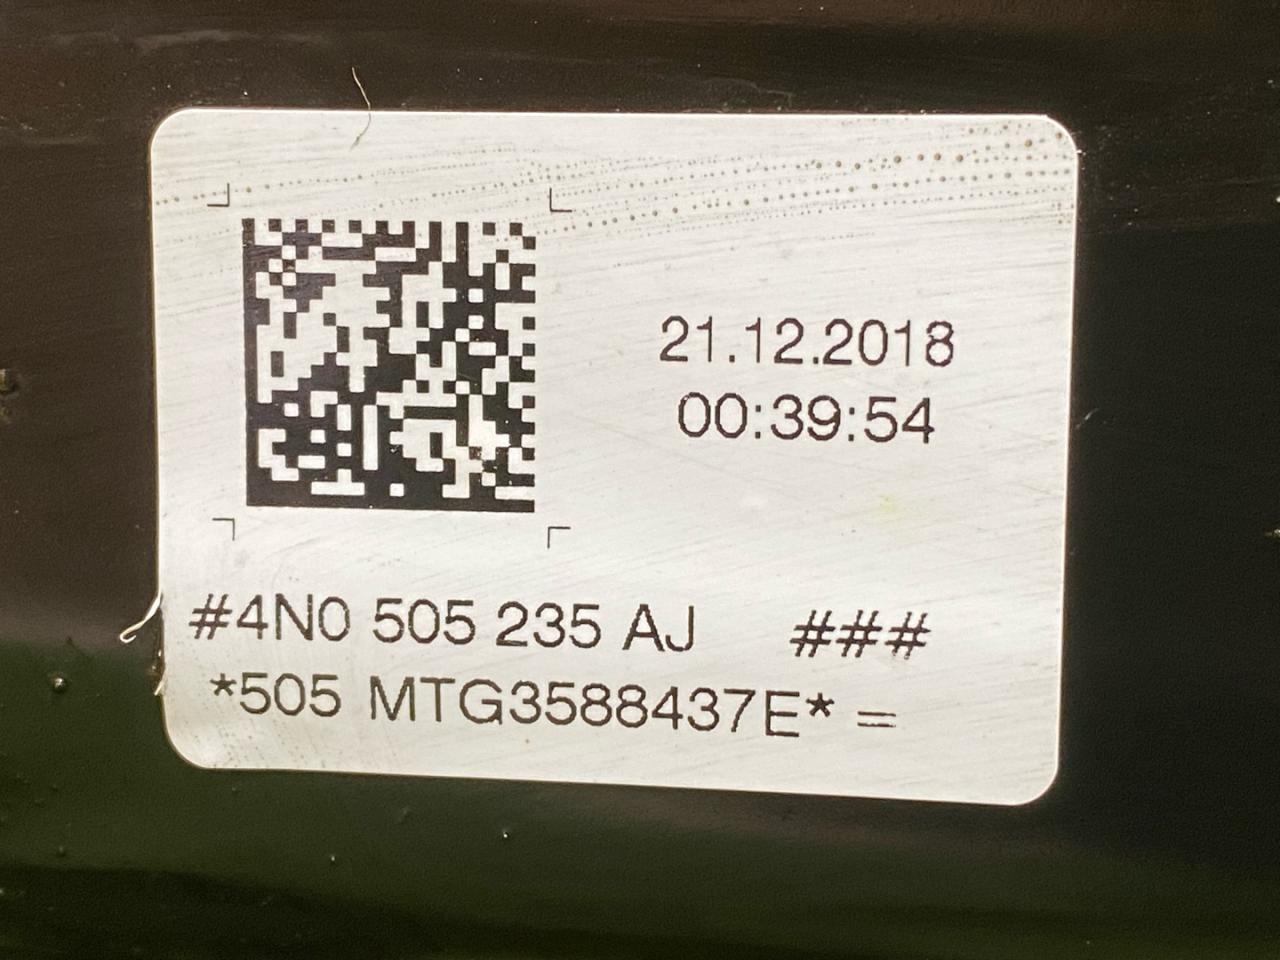 21.12.2018
00:39:54
#4N0 505 235 AJ ###
*505 MTG3588437E* =